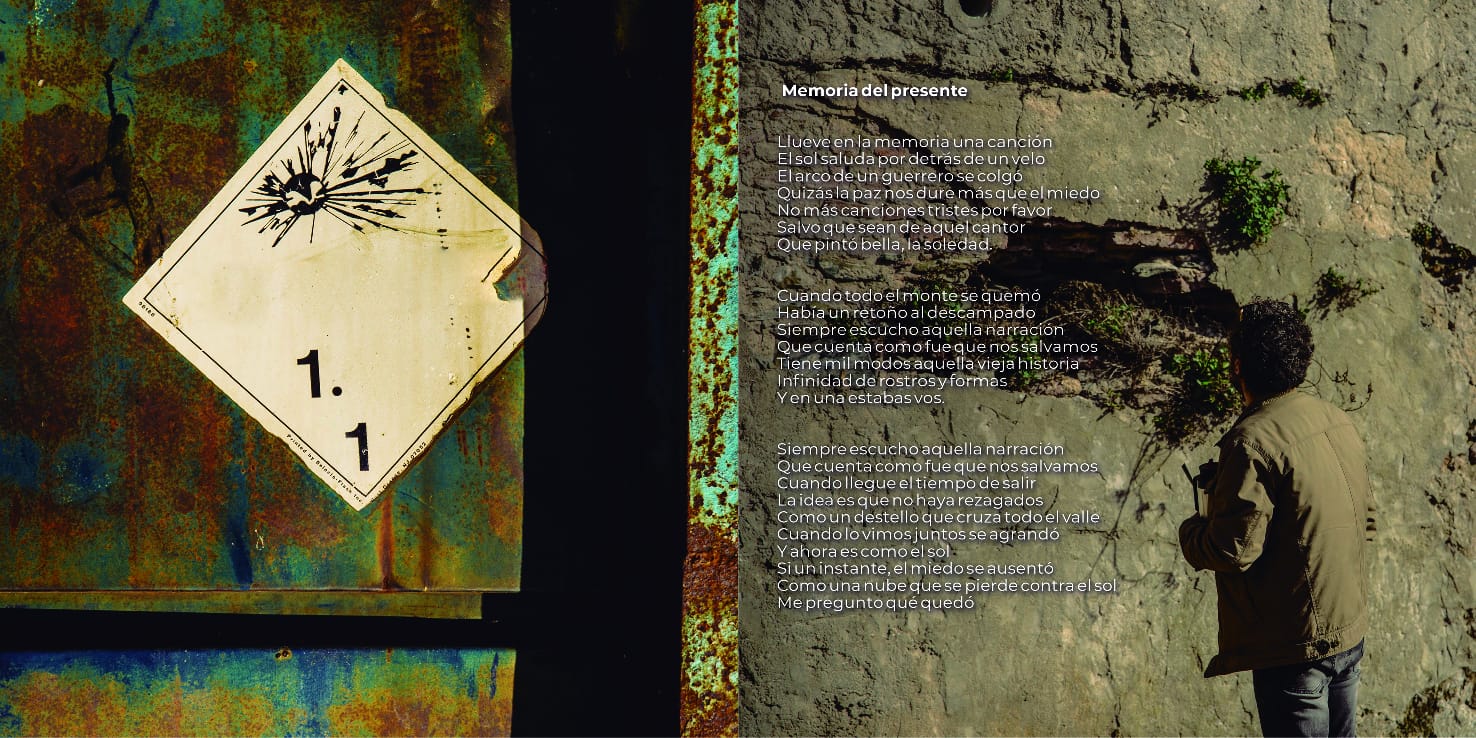 1.
1
Printed by Labels-Flash Inc.
Memoria del presente
Llueve en la memoria una canción
El sol saluda por detrás de un velo
El arco de un guerrero se colgó
Quizás la paz nos dure más que el miedo
No más canciones tristes por favor
Salvo que sean de aquel cantor
Que pintó bella, la soledad.
Cuando todo el monte se quemó
Había un retoño al descampado
Siempre escucho aquella narración
Que cuenta como fue que nos salvamos
Tiene mil modos aquella vieja historia
Infinidad de rostros y formas
Y en una estabas vos.
Siempre escucho aquella narración
Que cuenta como fue que nos salvamos
Cuando llegue el tiempo de salir
La idea es que no haya rezagados
Como un destello que cruza todo el valle
Cuando lo vimos juntos se agrandó
Y ahora es como el sol
Si un instante, el miedo se ausentó
Como una nube que se pierde contra el sol
Me pregunto qué quedó